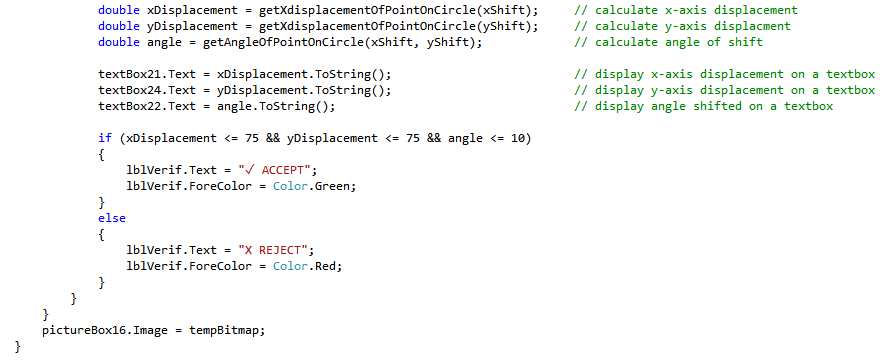 double xDisplacement = getXdisplacementOfPointOnCircle(xShift); // calculate x-axis displacement
double yDisplacement = getYdisplacementOfPointOnCircle(yShift); // calculate y-axis displacment
double angle = getAngleOfPointOnCircle(xShift, yShift); // calculate angle of shift
textBox21.Text = xDisplacement.ToString(); // display x-axis displacement on a textbox
textBox24.Text = yDisplacement.ToString(); // display y-axis displacement on a textbox
textBox22.Text = angle.ToString(); // display angle shifted on a textbox
if (xDisplacement <= 75 && yDisplacement <= 75 && angle <= 10)
{
lblVerif.Text = "√ ACCEPT";
lblVerif.ForeColor = Color.Green;
}
else
{
lblVerif.Text = "X REJECT";
lblVerif.ForeColor = Color.Red;
}
}
}
pictureBox16.Image = tempBitmap;
}